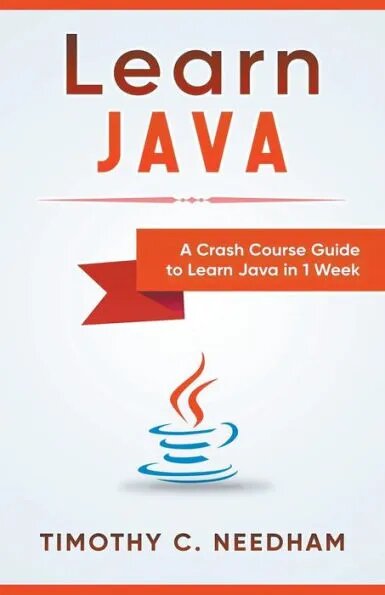 Learn
JAVA
A Crash Course Guide
to Learn Java in 1 Week
TIMOTHY C. NEEDHAM